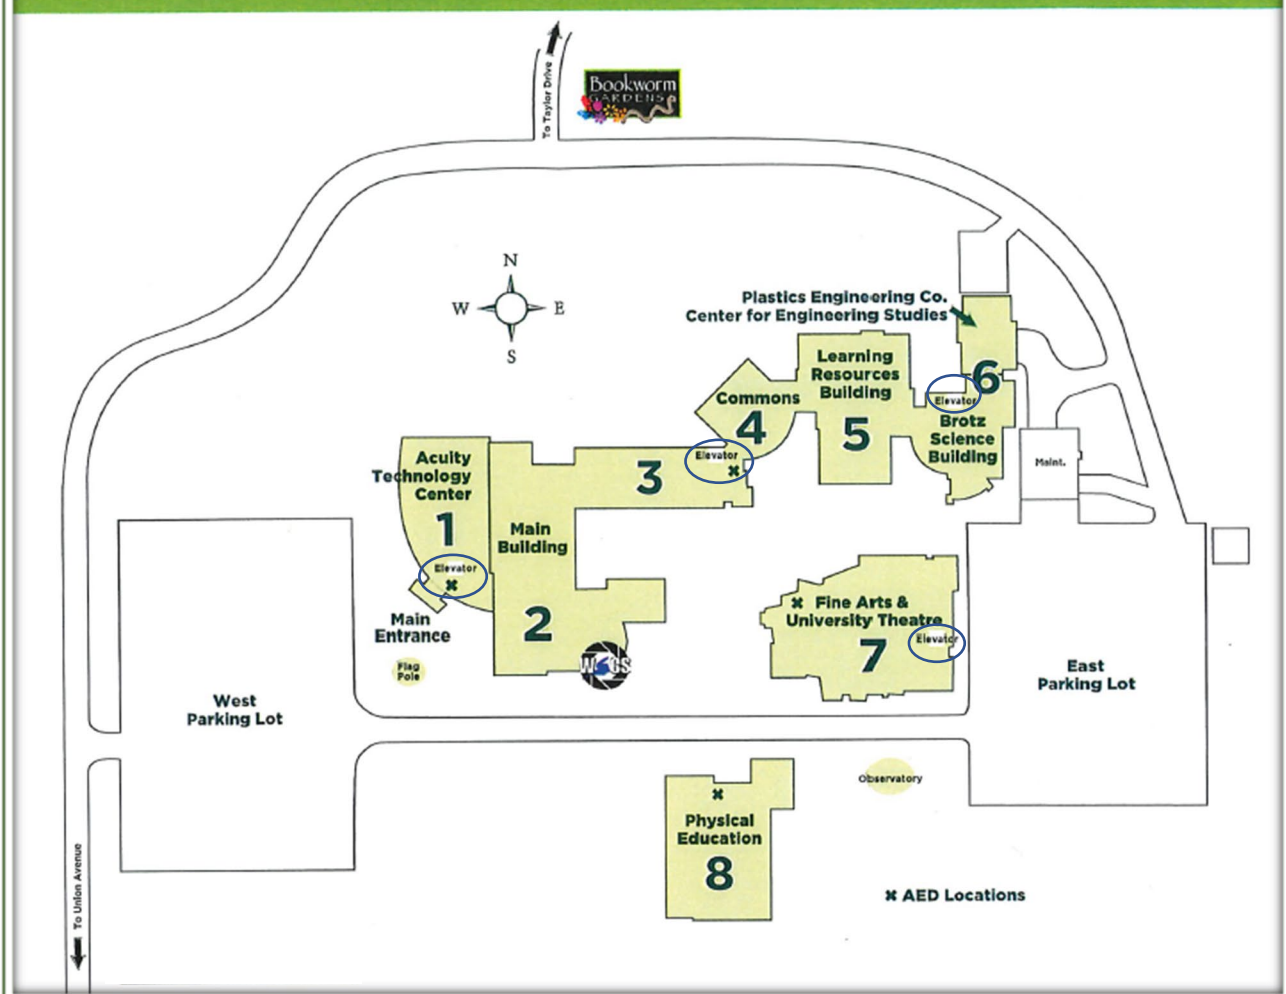 To Taylor Drive
Bookworm
GARDENS
N
W
E
S
Plastics Engineering Co.
Center for Engineering Studies
6
Elevator
Brotz
Science
Building
Learning
Resources
Building
5
Commons
4
Elevator
3
Maint.
Acuity
Technology
Center
1
Elevator
Main
Building
2
Main
Entrance
Flag
Pole
Fine Arts &
University Theatre
Elevator
7
East
Parking Lot
West
Parking Lot
Observatory
Physical
Education
8
AED Locations
To Union Avenue